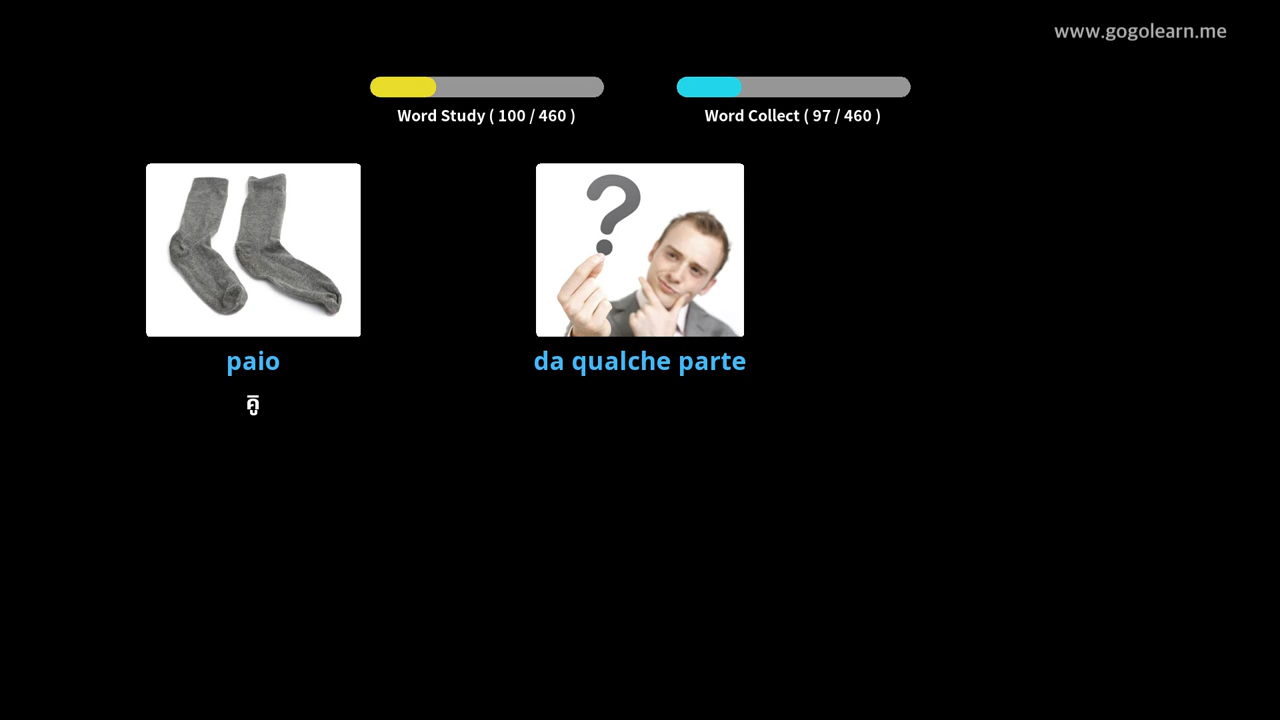 www.gogolearn.me
Word Study ( 100 / 460 )
Word Collect ( 97 / 460 )
paio
da qualche parte
คู่